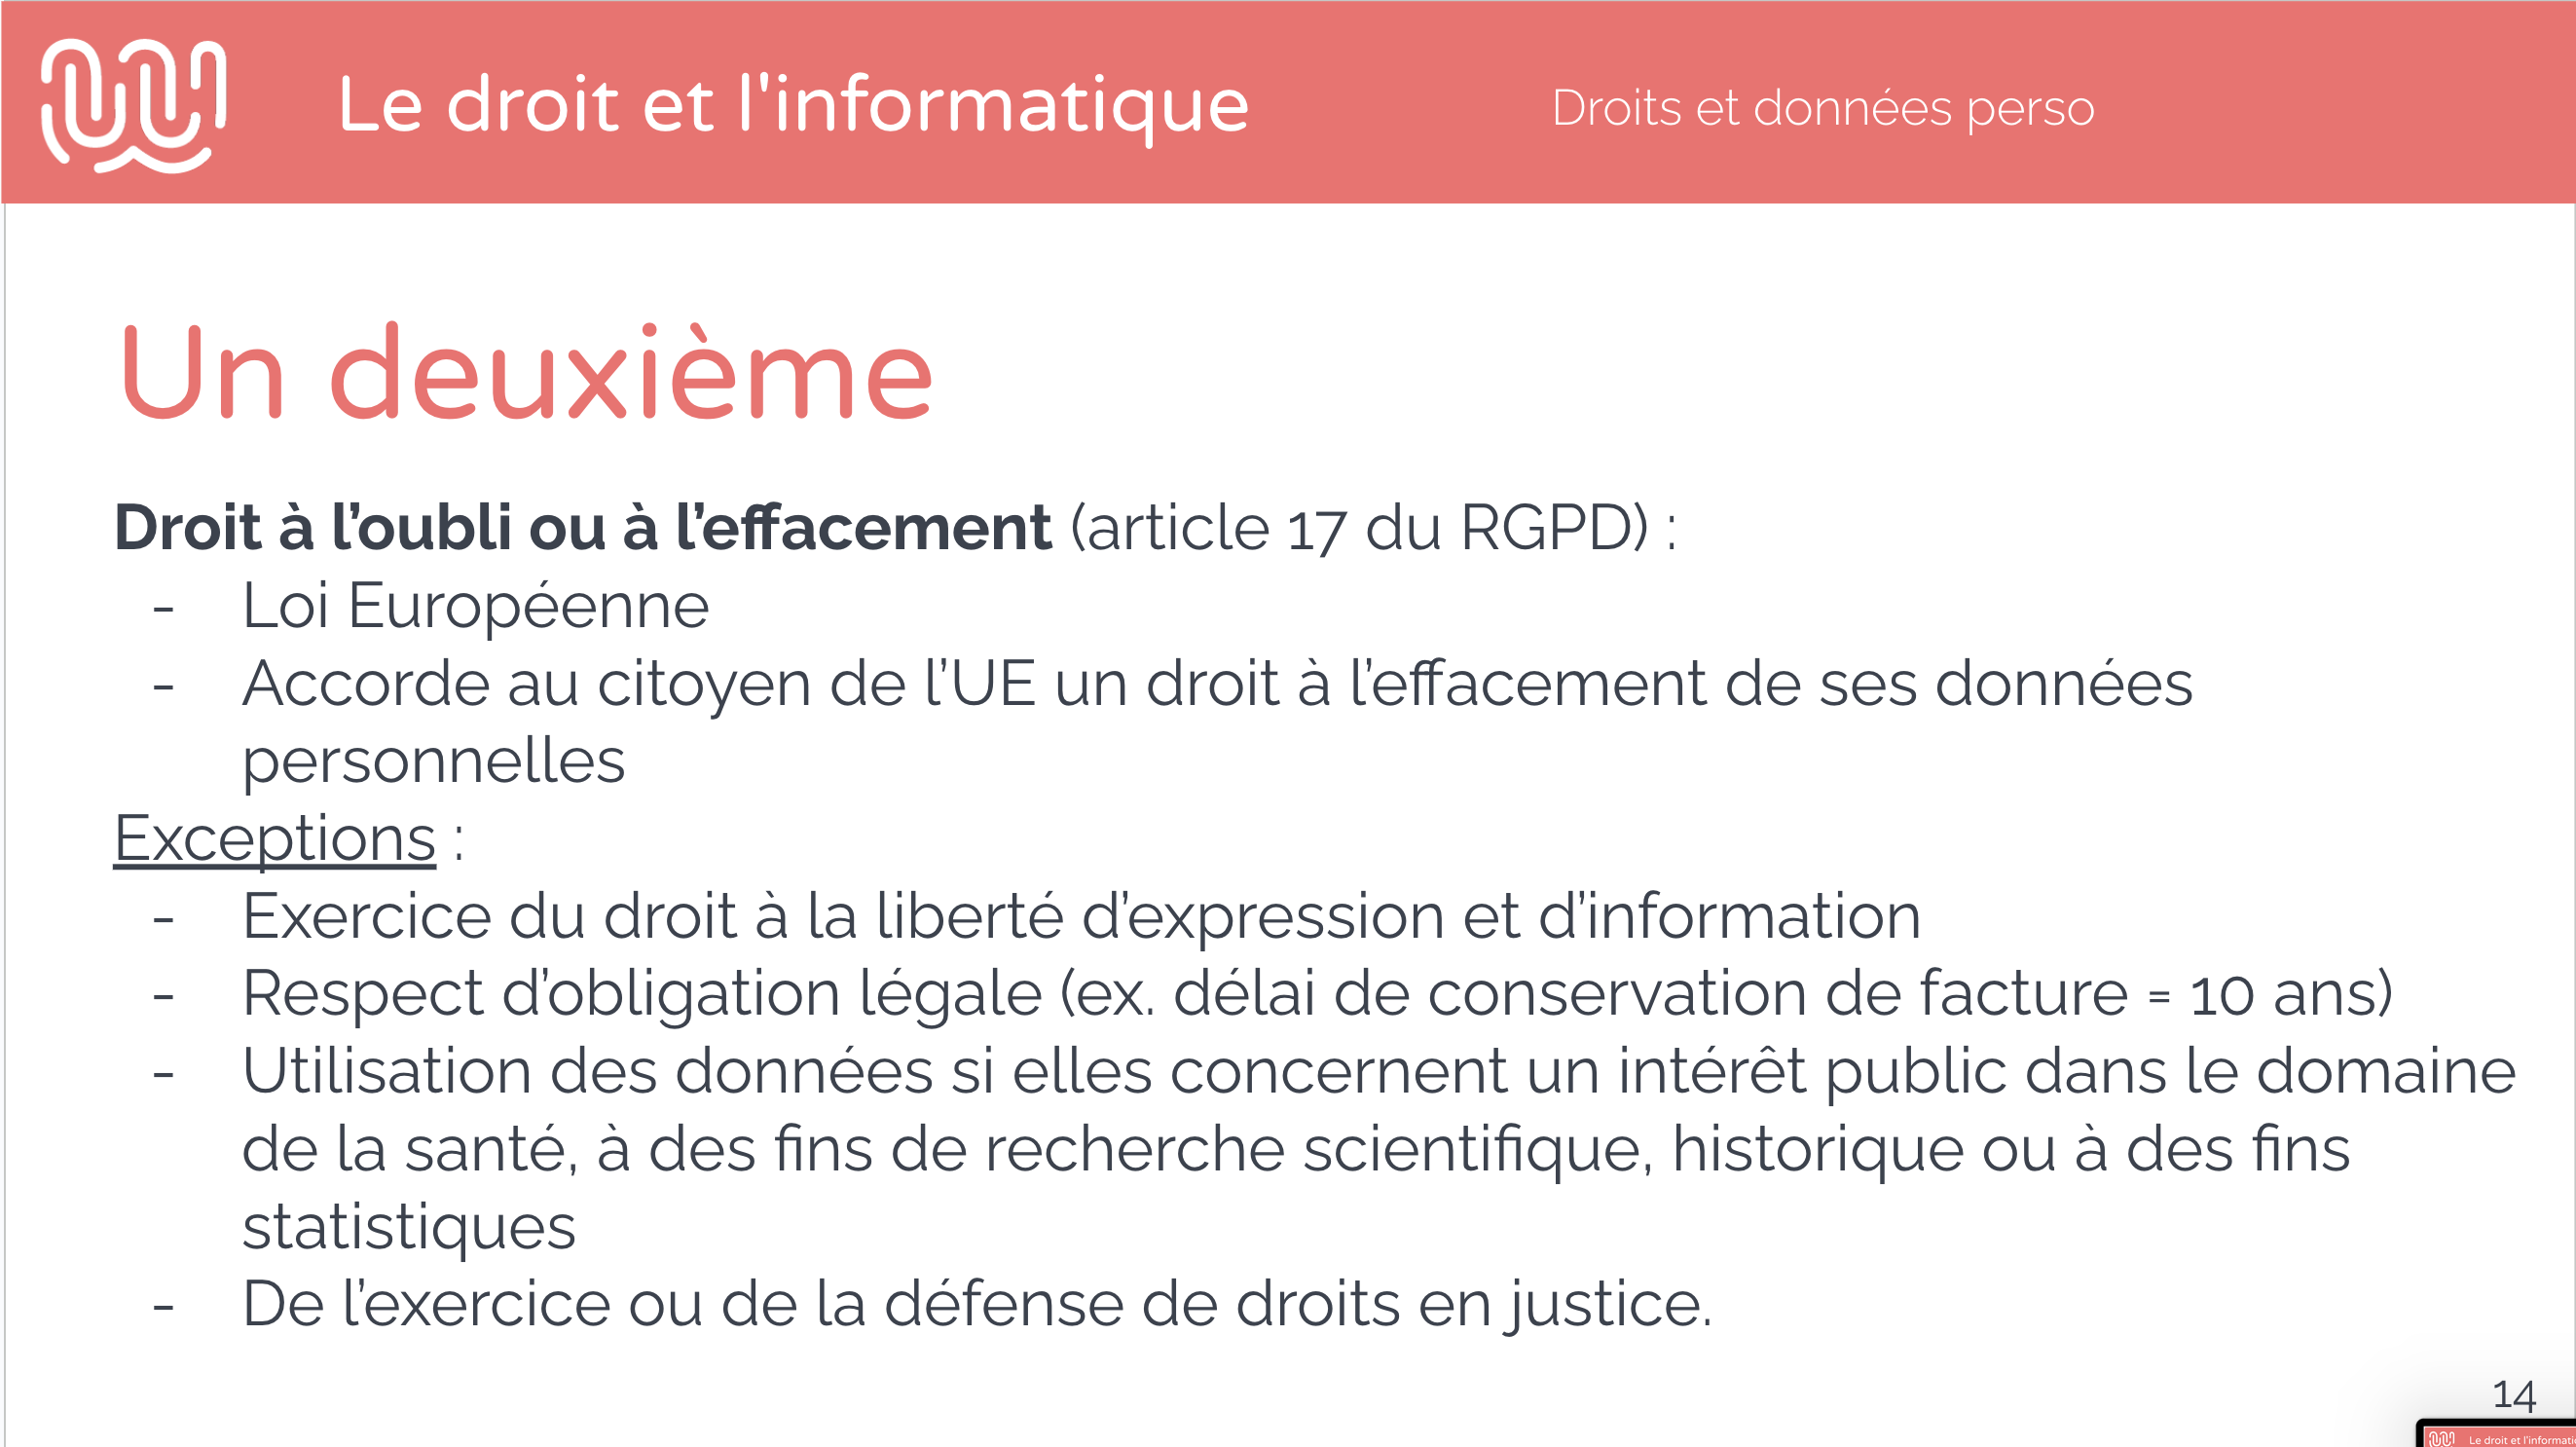 Le droit et l'informatique
Droits et données perso
Un deuxième
Droit à l’oubli ou à l’effacement (article 17 du RGPD) :
- Loi Européenne
- Accorde au citoyen de l’UE un droit à l’effacement de ses données
personnelles
Exceptions :
- Exercice du droit à la liberté d’expression et d’information
- Respect d’obligation légale (ex. délai de conservation de facture = 10 ans)
- Utilisation des données si elles concernent un intérêt public dans le domaine
de la santé, à des fins de recherche scientifique, historique ou à des fins
statistiques
- De l’exercice ou de la défense de droits en justice.
14
Le droit et l'informati